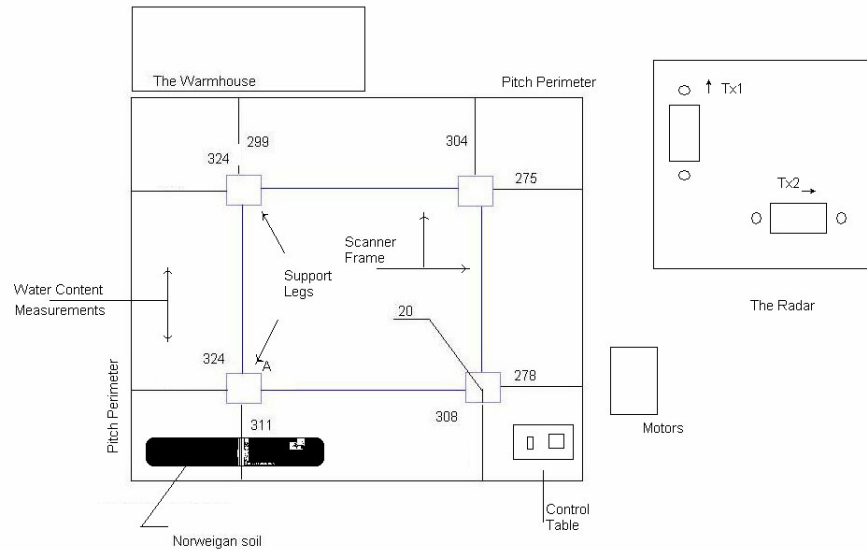 The Warmhouse
Pitch Perimeter
Tx1
299
304
324
275
Tx2
Scanner
Frame
Support
Legs
Water Content
Measurements
The Radar
20
324
A
278
Pitch Perimeter
308
311
Motors
Control
Table
Norweigan soil